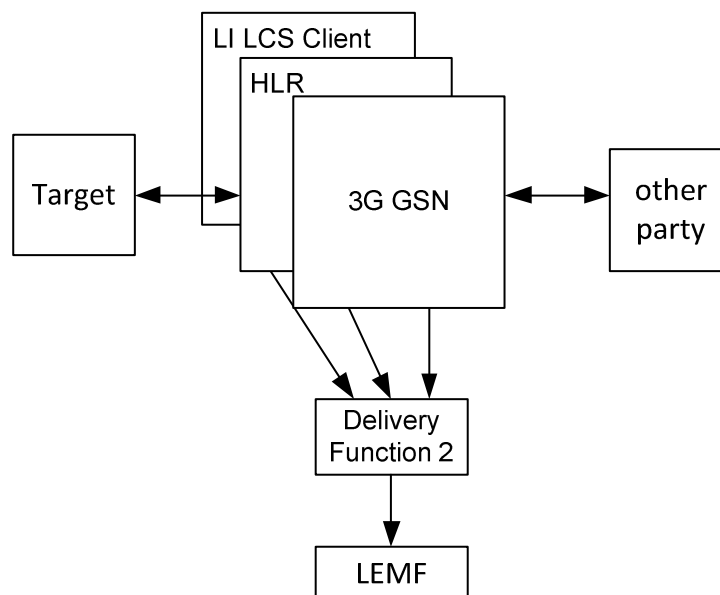 LI LCS Client
HLR
3G GSN
Target
other
party
Delivery
Function 2
LEMF